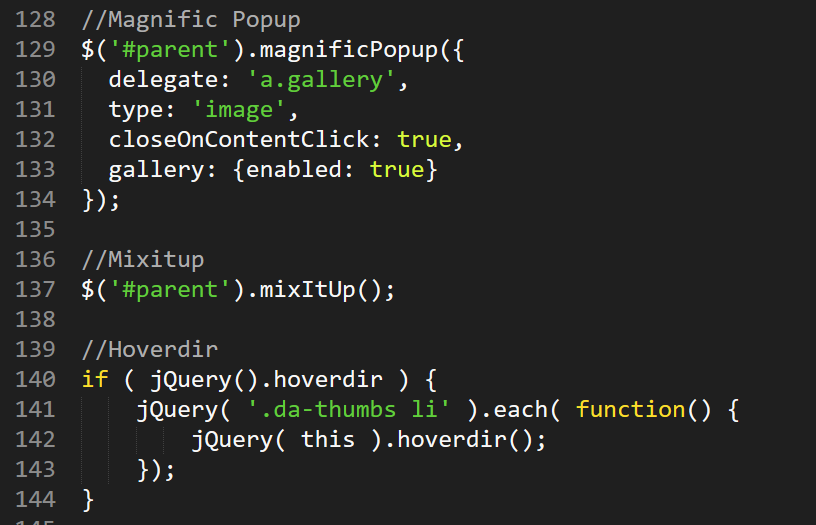 128 //Magnific Popup
129 $('#parent').magnificPopup({
130   delegate: 'a.gallery',
131   type: 'image',
132   closeOnContentClick: true,
133   gallery: {enabled: true}
134 });
135
136 //Mixitup
137 $('#parent').mixItUp();
138
139 //Hoverdir
140 if ( jQuery().hoverdir ) {
141     jQuery( '.da-thumbs li' ).each( function() {
142         jQuery( this ).hoverdir();
143     });
144 }